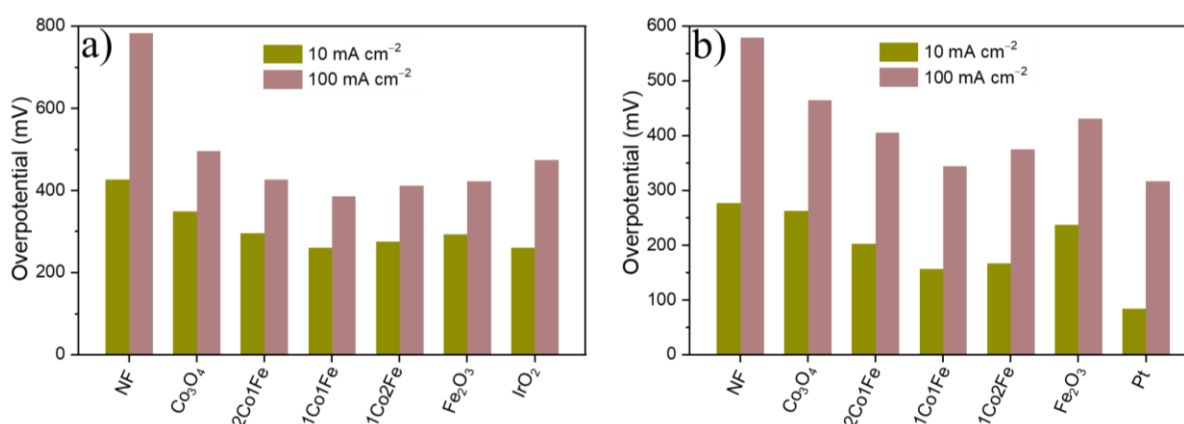 a)
10 mA cm⁻²
100 mA cm⁻²
Overpotential (mV)
800
600
400
200
0
NF
Co₃O₄
2Co1Fe
1Co1Fe
1Co2Fe
Fe₂O₃
IrO₂
b)
10 mA cm⁻²
100 mA cm⁻²
Overpotential (mV)
600
500
400
300
200
100
0
NF
Co₃O₄
2Co1Fe
1Co1Fe
1Co2Fe
Fe₂O₃
Pt